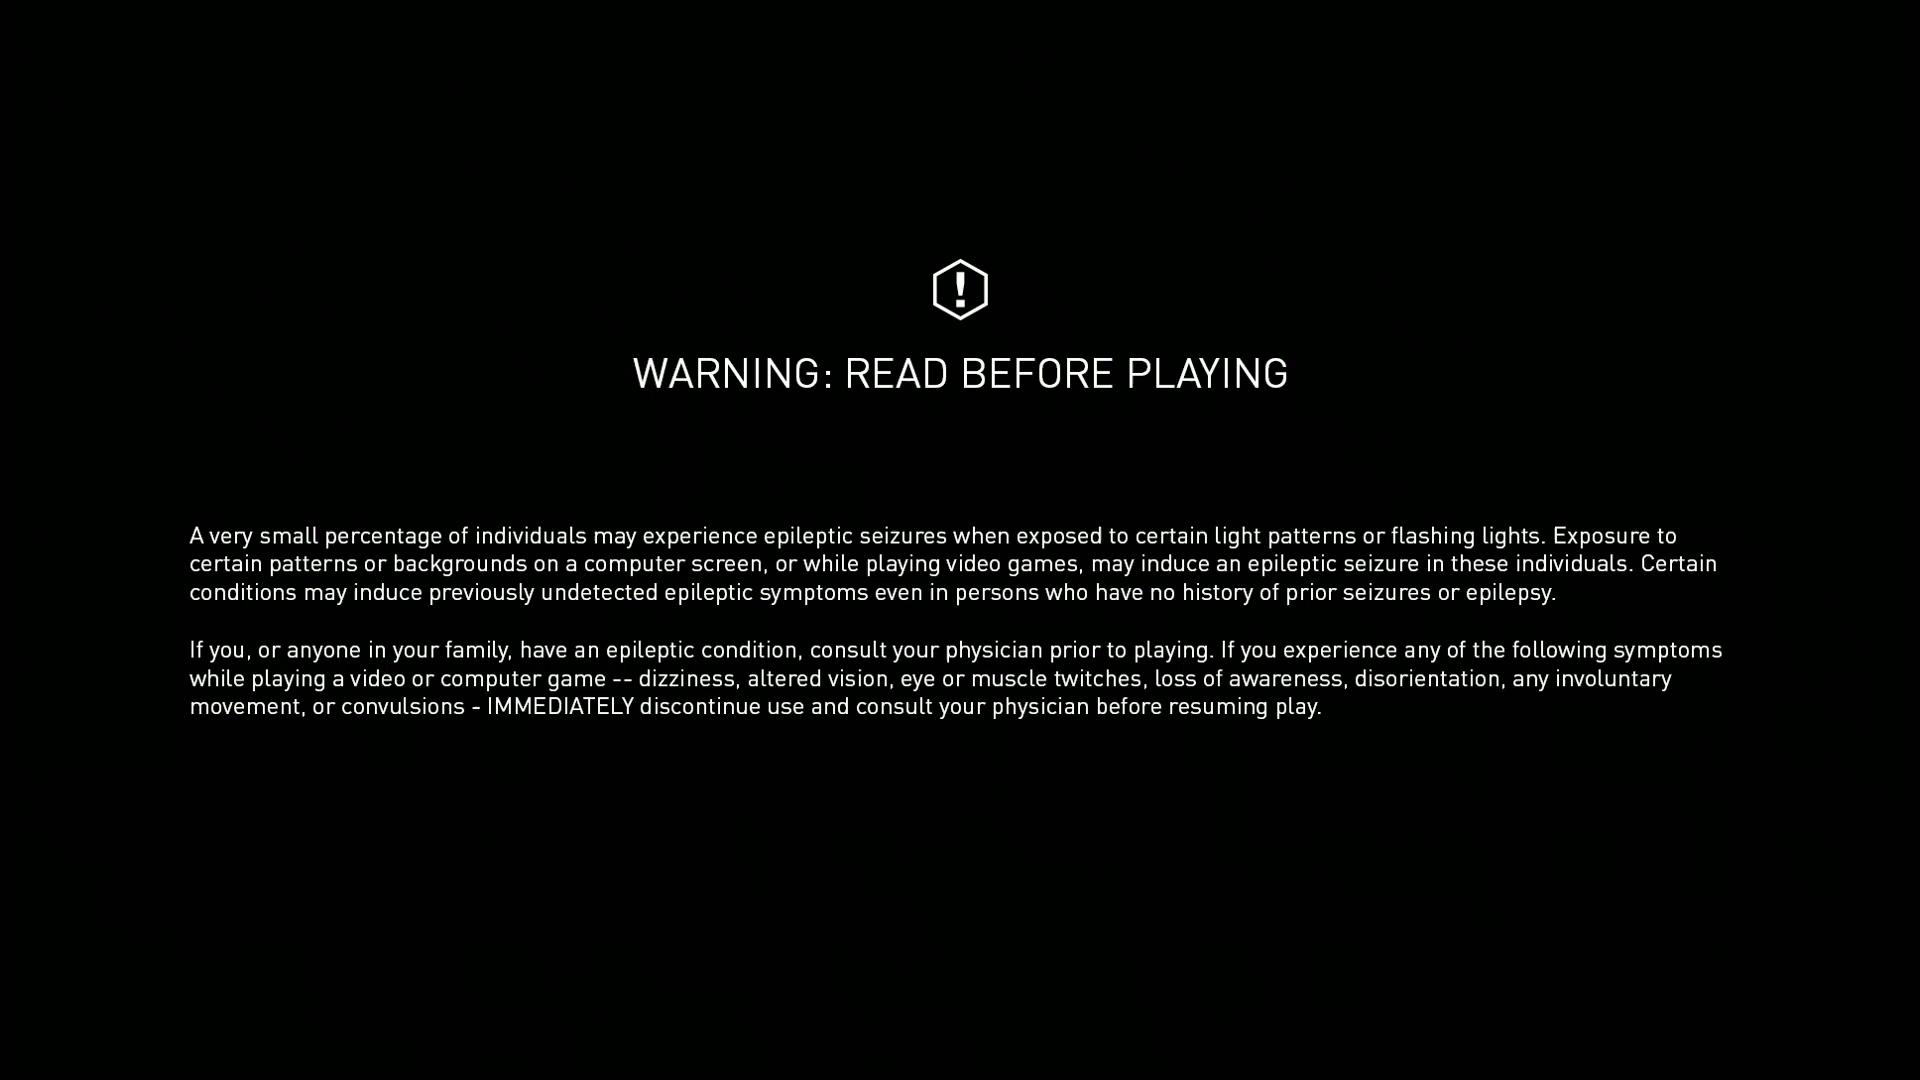 WARNING: READ BEFORE PLAYING
A very small percentage of individuals may experience epileptic seizures when exposed to certain light patterns or flashing lights. Exposure to
certain patterns or backgrounds on a computer screen, or while playing video games, may induce an epileptic seizure in these individuals. Certain
conditions may induce previously undetected epileptic symptoms even in persons who have no history of prior seizures or epilepsy.
If you, or anyone in your family, have an epileptic condition, consult your physician prior to playing. If you experience any of the following symptoms
while playing a video or computer game -- dizziness, altered vision, eye or muscle twitches, loss of awareness, disorientation, any involuntary
movement, or convulsions - IMMEDIATELY discontinue use and consult your physician before resuming play.